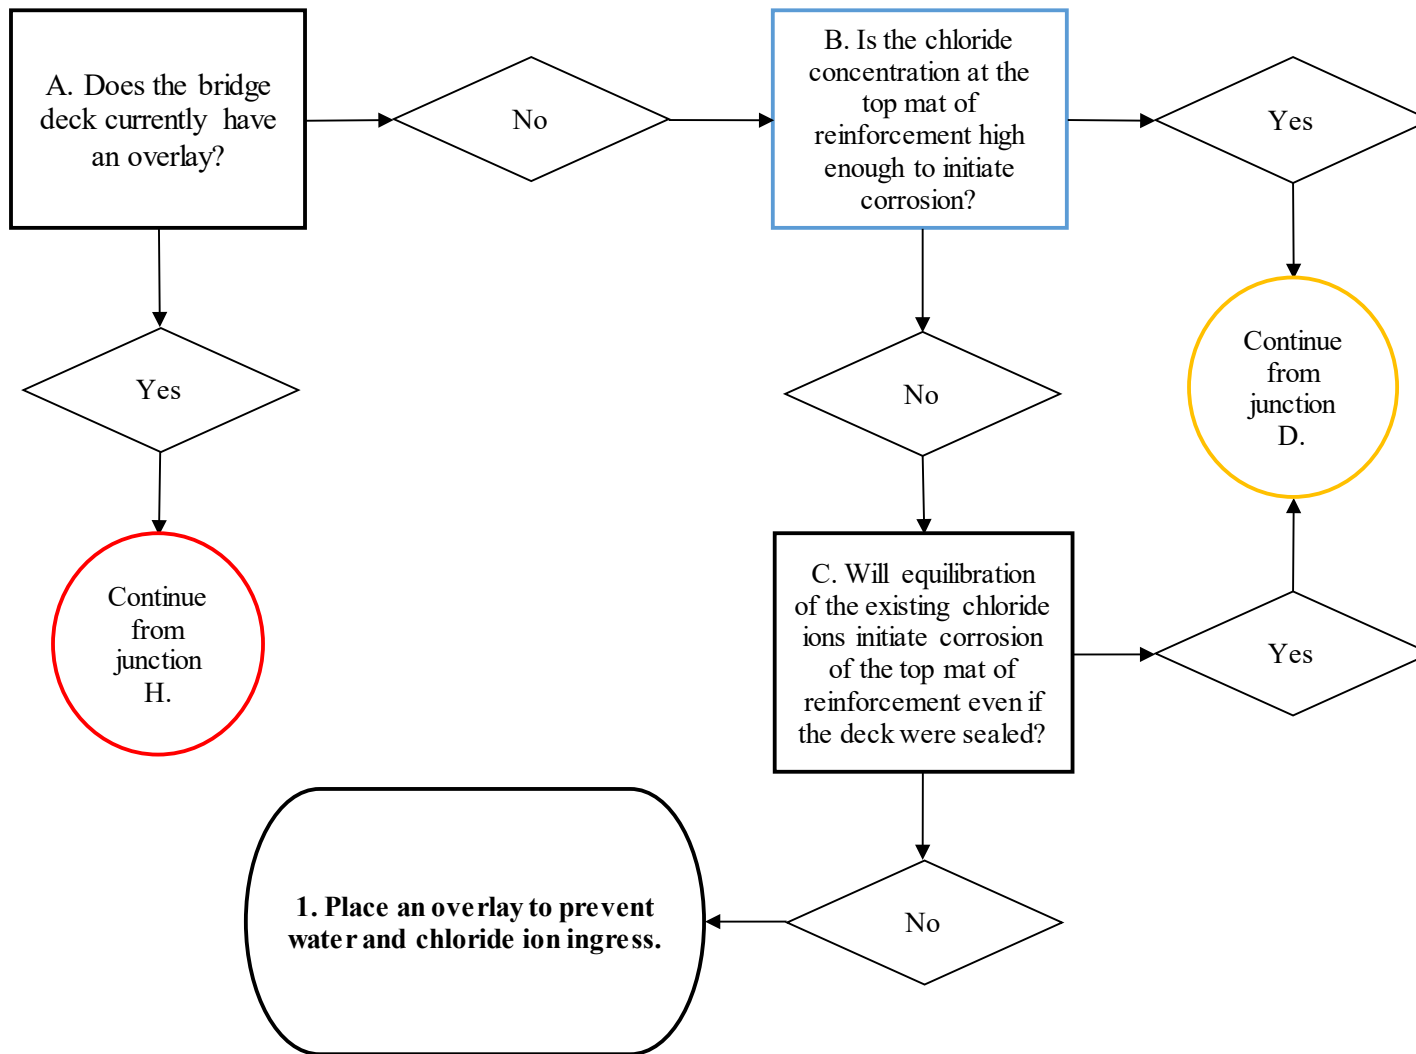 A. Does the bridge
deck currently have
an overlay?
No
B. Is the chloride
concentration at the
top mat of
reinforcement high
enough to initiate
corrosion?
Yes
Yes
No
Continue
from
junction
D.
Continue
from
junction
H.
C. Will equilibration
of the existing chloride
ions initiate corrosion
of the top mat of
reinforcement even if
the deck were sealed?
Yes
1. Place an overlay to prevent
water and chloride ion ingress.
No